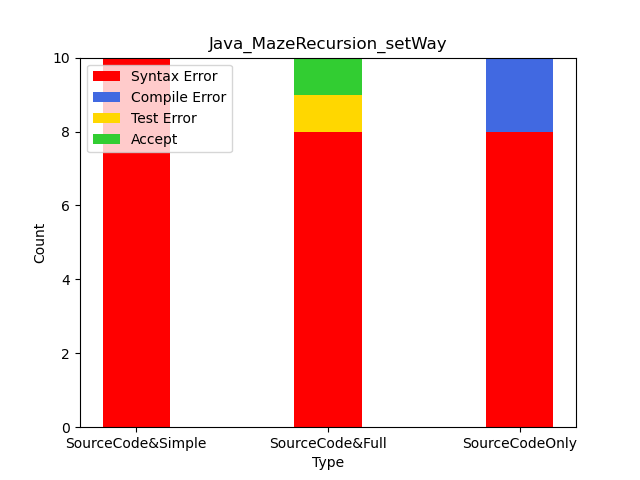 Java_MazeRecursion_setWay
10
8
6
4
2
0
Count
Syntax Error
Compile Error
Test Error
Accept
SourceCode&Simple
SourceCode&Full
SourceCodeOnly
Type